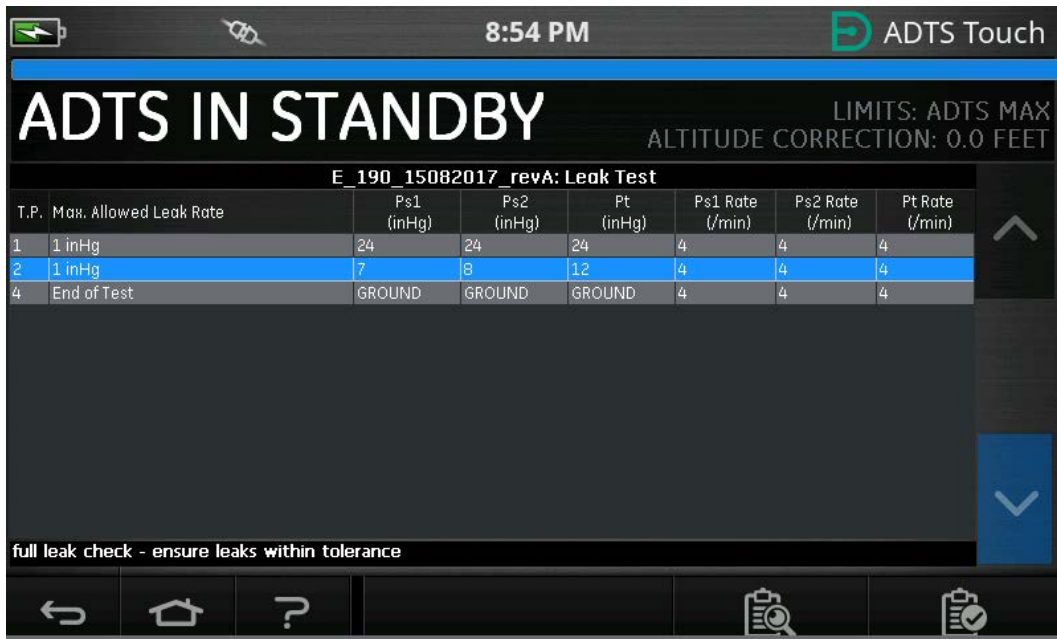 8:54 PM ADTS Touch
ADTS IN STANDBY
LIMITS: ADTS MAX
ALTITUDE CORRECTION: 0.0 FEET
E_190_15082017_revA: Leak Test
T.P. Max. Allowed Leak Rate Ps1 (inHg) Ps2 (inHg) Pt (inHg) Ps1 Rate (/min) Ps2 Rate (/min) Pt Rate (/min)
1 1 inHg 24 24 24 4 4 4
2 1 inHg 7 8 12 4 4 4
4 End of Test GROUND GROUND GROUND 4 4 4
full leak check - ensure leaks within tolerance
?